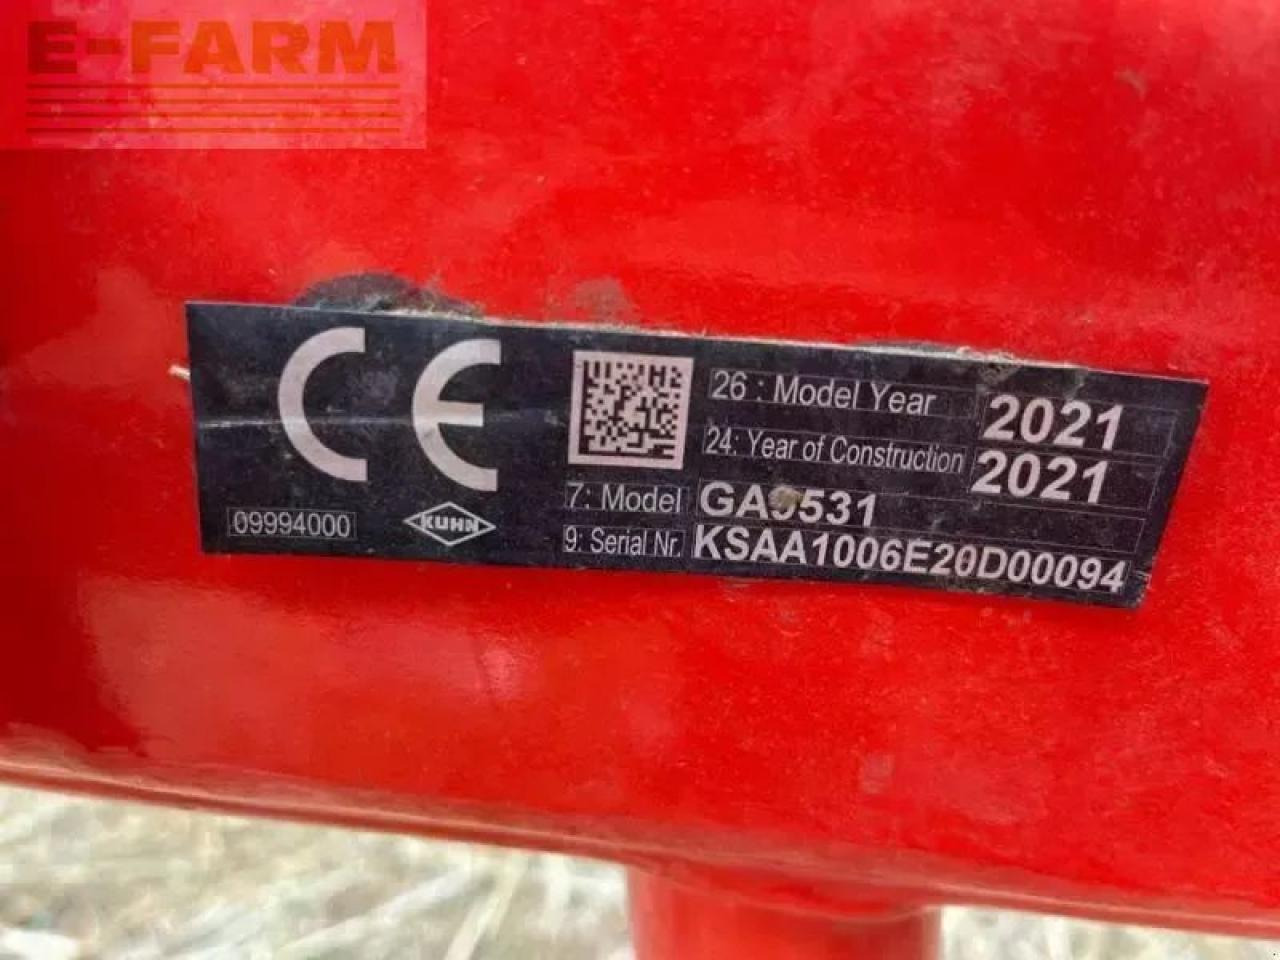 E-FARM
CE
26 : Model Year 2021
24: Year of Construction 2021
7: Model GA9531
9: Serial Nr. KSAA1006E20D00094
09994000
KUHN